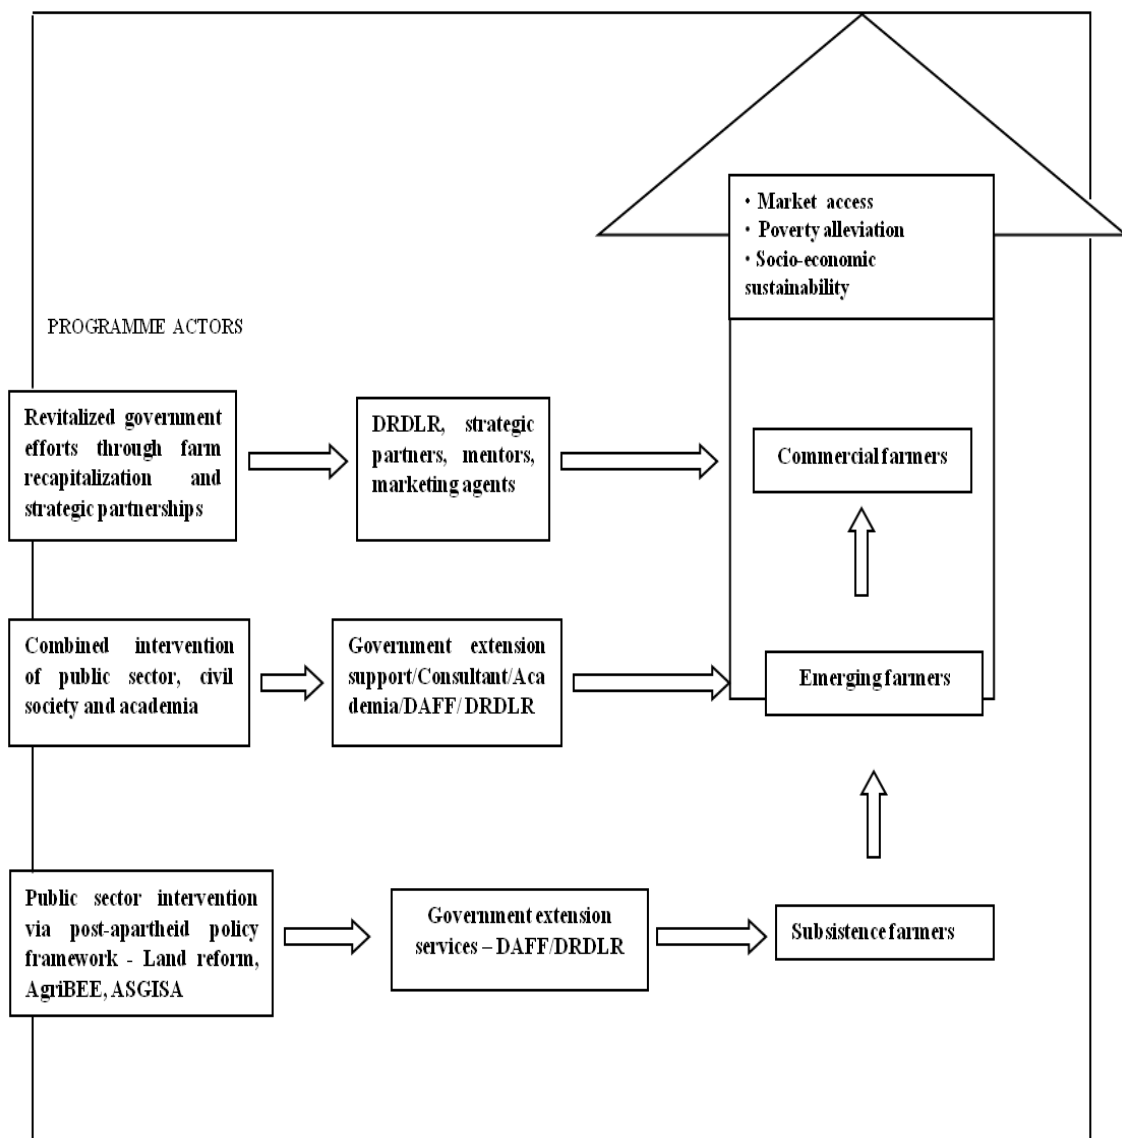 • Market access
• Poverty alleviation
• Socio-economic
sustainability
PROGRAMME ACTORS
Revitalized government
efforts through farm
recapitalization and
strategic partnerships
DRDLR, strategic
partners, mentors,
marketing agents
Commercial farmers
Combined intervention
of public sector, civil
society and academia
Government extension
support/Consultant/Aca
demia/DAFF/ DRDLR
Emerging farmers
Public sector intervention
via post-apartheid policy
framework - Land reform,
AgriBEE, ASGISA
Government extension
services – DAFF/DRDLR
Subsistence farmers